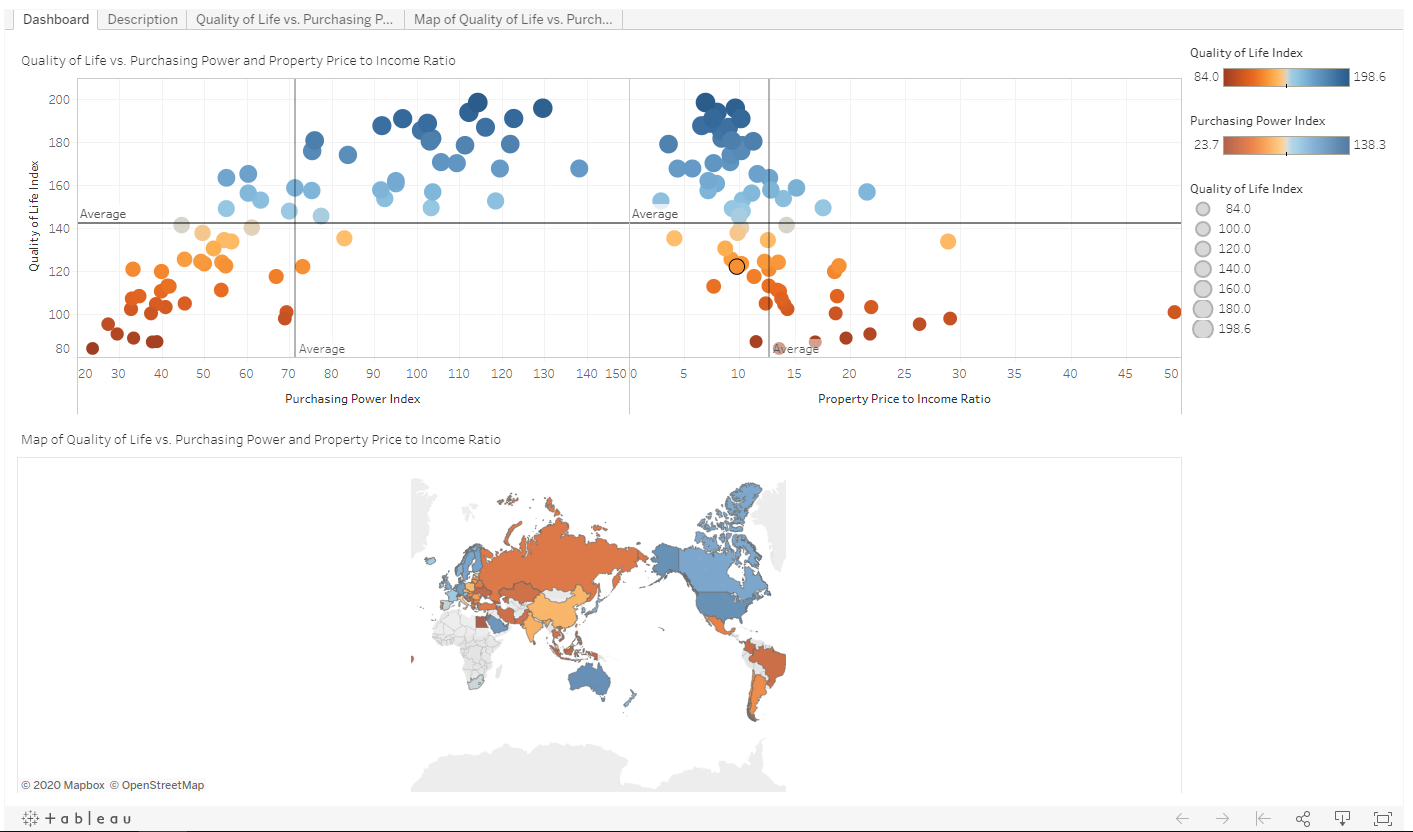 Dashboard Description Quality of Life vs. Purchasing P... Map of Quality of Life vs. Purch...
Quality of Life vs. Purchasing Power and Property Price to Income Ratio
Quality of Life Index
200
180
160
140
120
100
80
Average
Average
Average
Average
20 30 40 50 60 70 80 90 100 110 120 130 140 150
0 5 10 15 20 25 30 35 40 45 50
Purchasing Power Index
Property Price to Income Ratio
Quality of Life Index
84.0 198.6
Purchasing Power Index
23.7 138.3
Quality of Life Index
84.0
100.0
120.0
140.0
160.0
180.0
198.6
Map of Quality of Life vs. Purchasing Power and Property Price to Income Ratio
© 2020 Mapbox © OpenStreetMap
+ a b l e a u